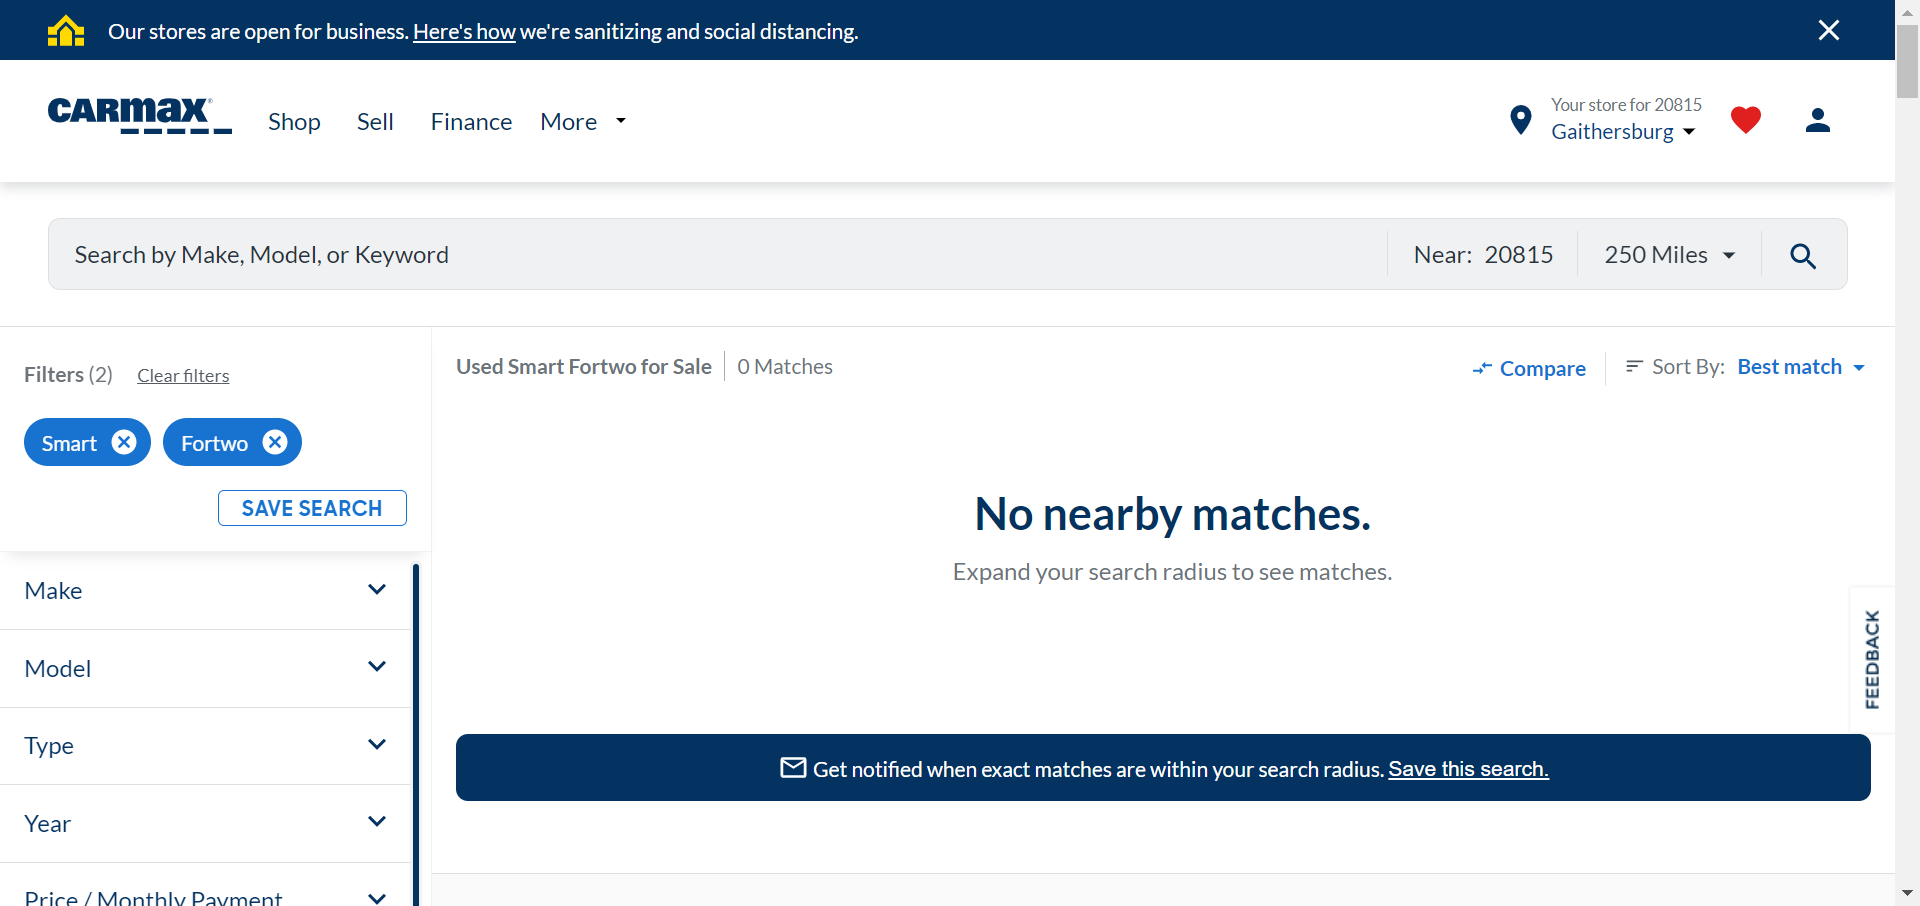 Our stores are open for business. Here's how we're sanitizing and social distancing.
CARMAX®
Shop Sell Finance More
Your store for 20815
Gaithersburg
Search by Make, Model, or Keyword Near: 20815 250 Miles
Filters (2) Clear filters
Used Smart Fortwo for Sale 0 Matches
Compare Sort By: Best match
Smart Fortwo
SAVE SEARCH
No nearby matches.
Expand your search radius to see matches.
Make
Model
Type
Year
Price / Monthly Payment
FEEDBACK
Get notified when exact matches are within your search radius. Save this search.